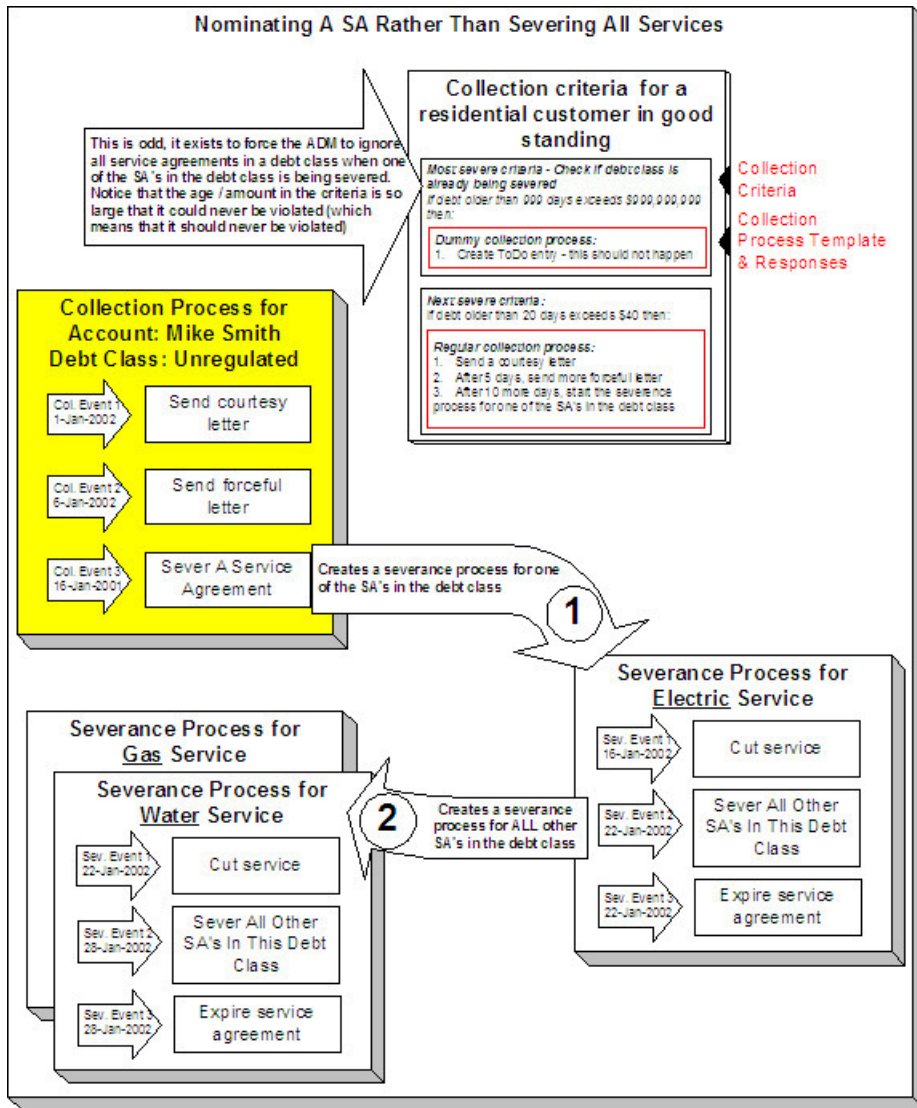 Nominating A SA Rather Than Severing All Services
This is odd, it exists to force the ADM to ignore
all service agreements in a debt class when one
of the SA's in the debt class is being severed.
Notice that the age / amount in the criteria is so
large that it could never be violated (which
means that it should never be violated)
Collection criteria for a
residential customer in good
standing
Most severe criteria - Check if debt class is
already being severed
If debt older than 999 days exceeds $999,999,999
then:
Dummy collection process:
1. Create ToDo entry - this should not happen
Next severe criteria:
If debt older than 20 days exceeds $40 then:
Regular collection process:
1. Send a courtesy letter
2. After 5 days, send more forceful letter
3. After 10 more days, start the severence
process for one of the SA's in the debt class
Collection
Criteria
Collection
Process Template
& Responses
Collection Process for
Account: Mike Smith
Debt Class: Unregulated
Col. Event 1
1-Jan-2002
Send courtesy
letter
Col. Event 2
6-Jan-2002
Send forceful
letter
Col. Event 3
16-Jan-2001
Sever A Service
Agreement
Creates a severance process for one
of the SA's in the debt class
1
Severance Process for
Electric Service
Sev. Event 1
16-Jan-2002
Cut service
Sev. Event 2
22-Jan-2002
Sever All Other
SA's In This Debt
Class
Sev. Event 3
22-Jan-2002
Expire service
agreement
Creates a severance
process for ALL other
SA's in the debt class
2
Severance Process for
Gas Service
Severance Process for
Water Service
Sev. Event 1
22-Jan-2002
Cut service
Sev. Event 2
28-Jan-2002
Sever All Other
SA's In This Debt
Class
Sev. Event 3
28-Jan-2002
Expire service
agreement